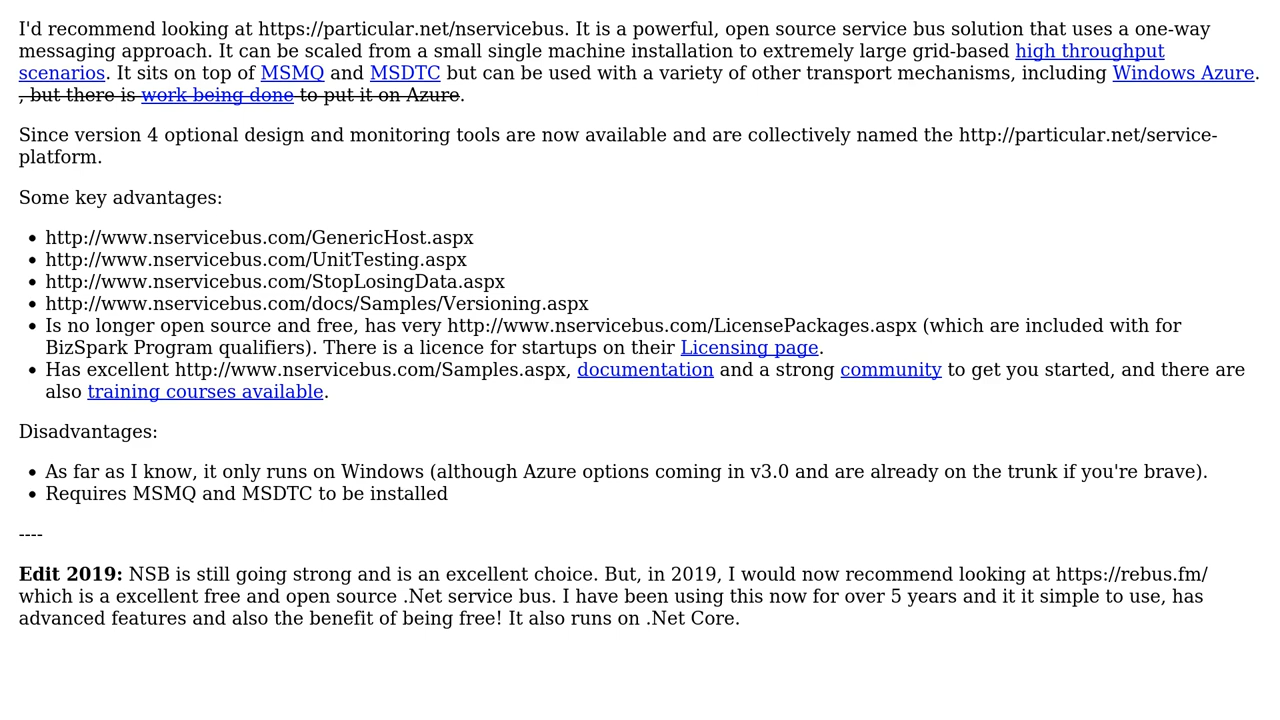 I'd recommend looking at https://particular.net/nservicebus. It is a powerful, open source service bus solution that uses a one-way
messaging approach. It can be scaled from a small single machine installation to extremely large grid-based high throughput
scenarios. It sits on top of MSMQ and MSDTC but can be used with a variety of other transport mechanisms, including Windows Azure.
, but there is work being done to put it on Azure.
Since version 4 optional design and monitoring tools are now available and are collectively named the http://particular.net/service-
platform.
Some key advantages:
• http://www.nservicebus.com/GenericHost.aspx
• http://www.nservicebus.com/UnitTesting.aspx
• http://www.nservicebus.com/StopLosingData.aspx
• http://www.nservicebus.com/docs/Samples/Versioning.aspx
• Is no longer open source and free, has very http://www.nservicebus.com/LicensePackages.aspx (which are included with for
BizSpark Program qualifiers). There is a licence for startups on their Licensing page.
• Has excellent http://www.nservicebus.com/Samples.aspx, documentation and a strong community to get you started, and there are
also training courses available.
Disadvantages:
• As far as I know, it only runs on Windows (although Azure options coming in v3.0 and are already on the trunk if you're brave).
• Requires MSMQ and MSDTC to be installed
----
Edit 2019: NSB is still going strong and is an excellent choice. But, in 2019, I would now recommend looking at https://rebus.fm/
which is a excellent free and open source .Net service bus. I have been using this now for over 5 years and it it simple to use, has
advanced features and also the benefit of being free! It also runs on .Net Core.